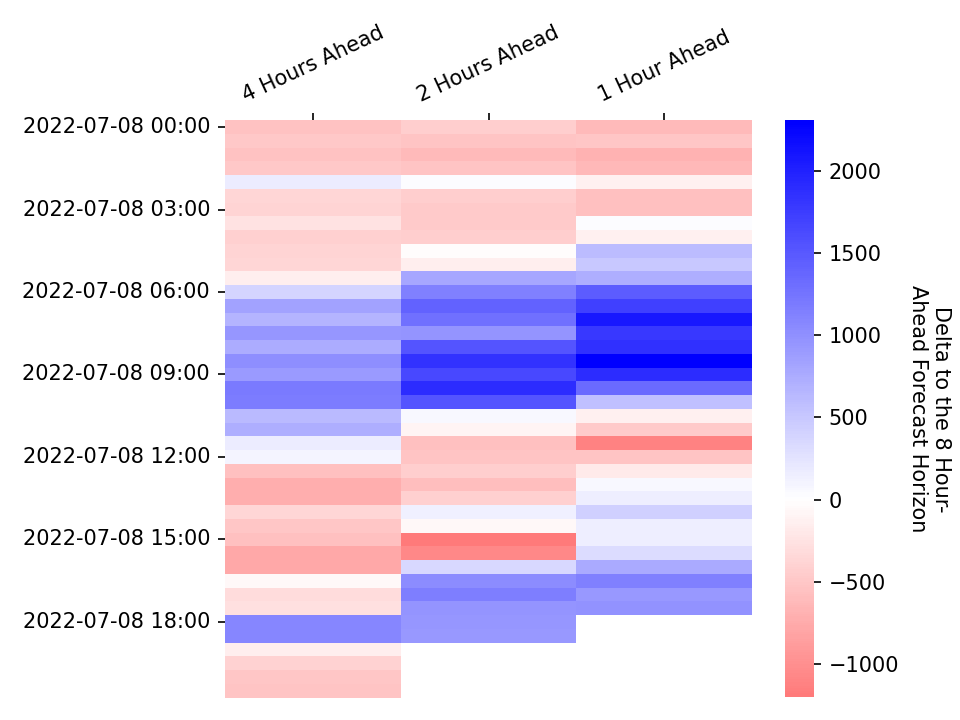 4 Hours Ahead
2 Hours Ahead
1 Hour Ahead
2022-07-08 00:00
2022-07-08 03:00
2022-07-08 06:00
2022-07-08 09:00
2022-07-08 12:00
2022-07-08 15:00
2022-07-08 18:00
2000
1500
1000
500
0
−500
−1000
Delta to the 8 Hour-
Ahead Forecast Horizon